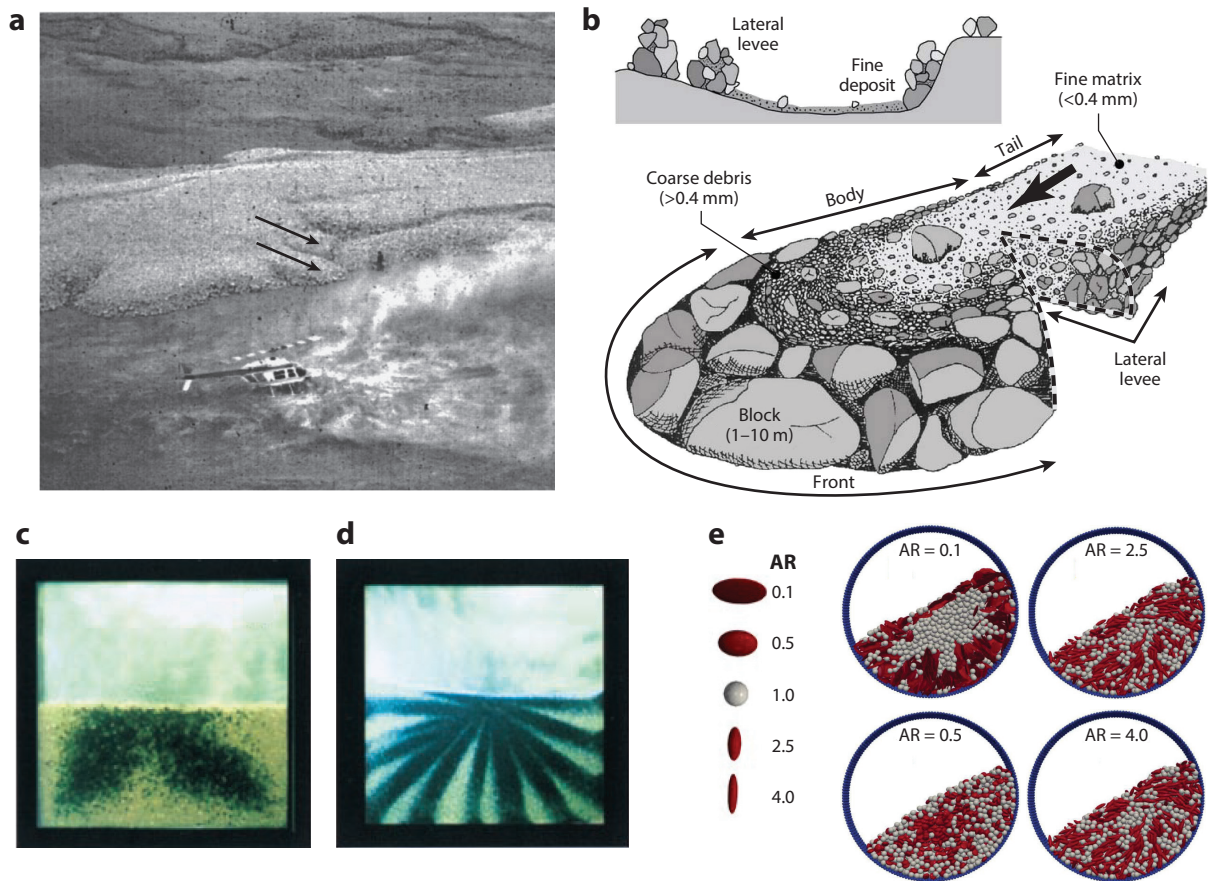 a
b
Lateral
levee
Fine
deposit
Fine matrix
(<0.4 mm)
Tail
Coarse debris
(>0.4 mm)
Body
Lateral
levee
Block
(1–10 m)
Front
c
d
e
AR
0.1
0.5
1.0
2.5
4.0
AR = 0.1
AR = 2.5
AR = 0.5
AR = 4.0